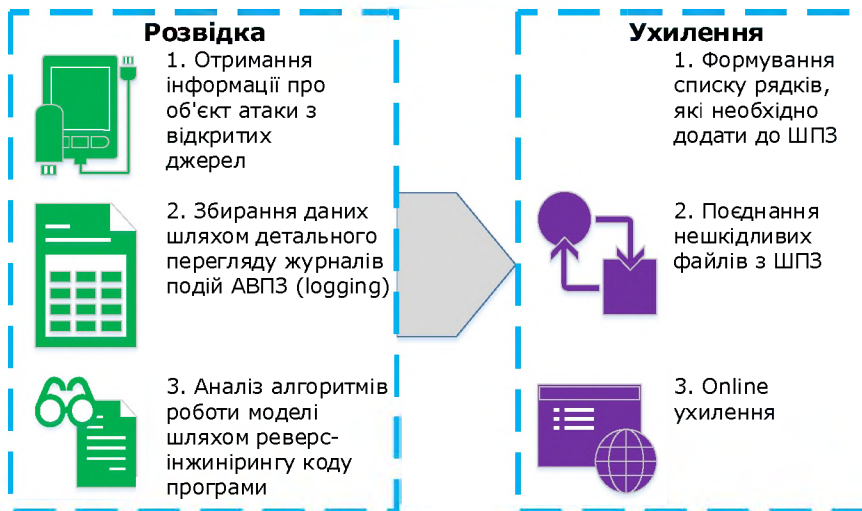 Розвідка
1. Отримання
інформації про
об'єкт атаки з
відкритих
джерел
2. Збирання даних
шляхом детального
перегляду журналів
подій АВПЗ (logging)
3. Аналіз алгоритмів
роботи моделі
шляхом реверс-
інжинірингу коду
програми
Ухилення
1. Формування
списку рядків,
які необхідно
додати до ШПЗ
2. Поєднання
нешкідливих
файлів з ШПЗ
3. Online
ухилення